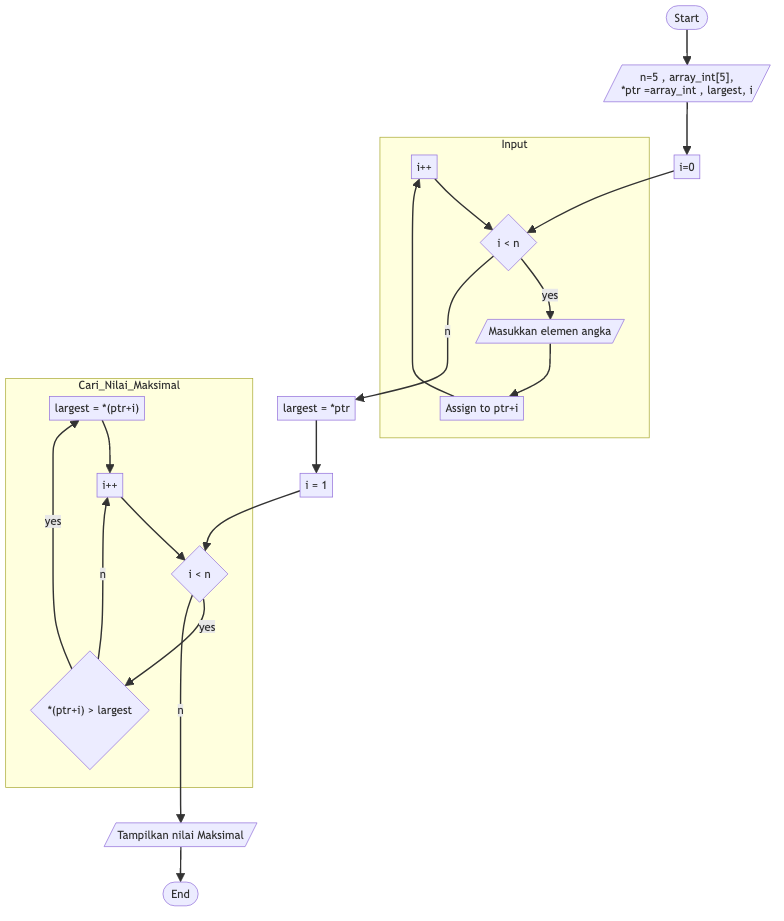 Start
n=5 , array_int[5],
*ptr =array_int , largest, i
i=0
Input
i++
i < n
yes
n
Masukkan elemen angka
Assign to ptr+i
largest = *ptr
i = 1
Cari_Nilai_Maksimal
largest = *(ptr+i)
i++
yes
n
i < n
yes
*(ptr+i) > largest
n
Tampilkan nilai Maksimal
End